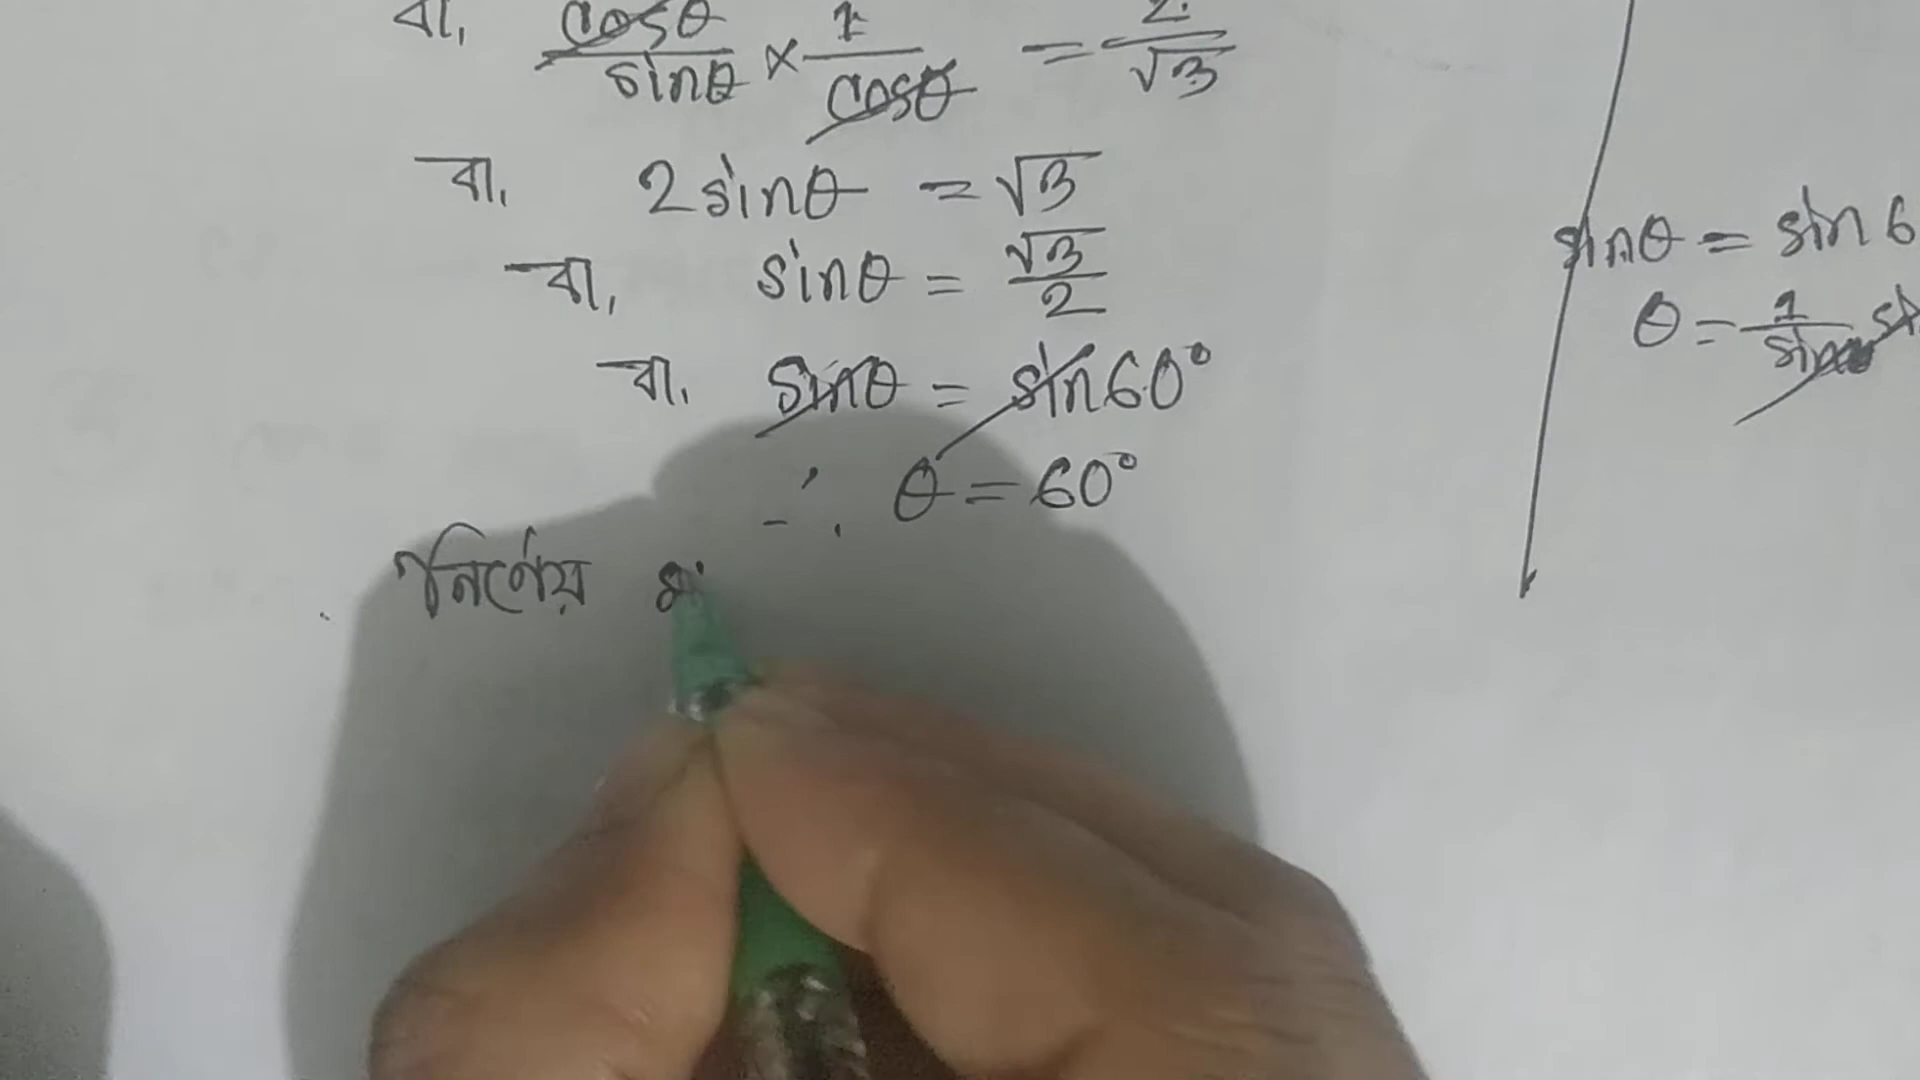 বা, cosθ/sinθ × 1/cosθ = 2/√3
বা, 2sinθ = √3
বা, sinθ = √3/2
বা, sinθ = sin60°
∴ θ = 60°
নির্ণেয়
sinθ = sin6
θ = 1/sin